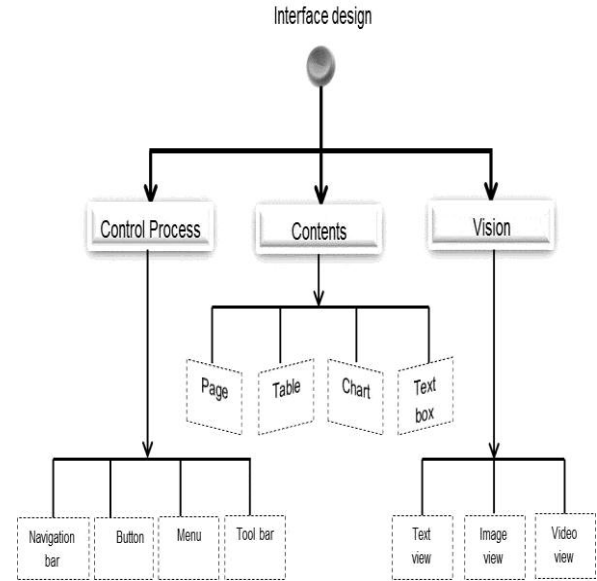 Interface design
Control Process
Contents
Vision
Page
Table
Chart
Text
box
Navigation
bar
Button
Menu
Tool bar
Text
view
Image
view
Video
view